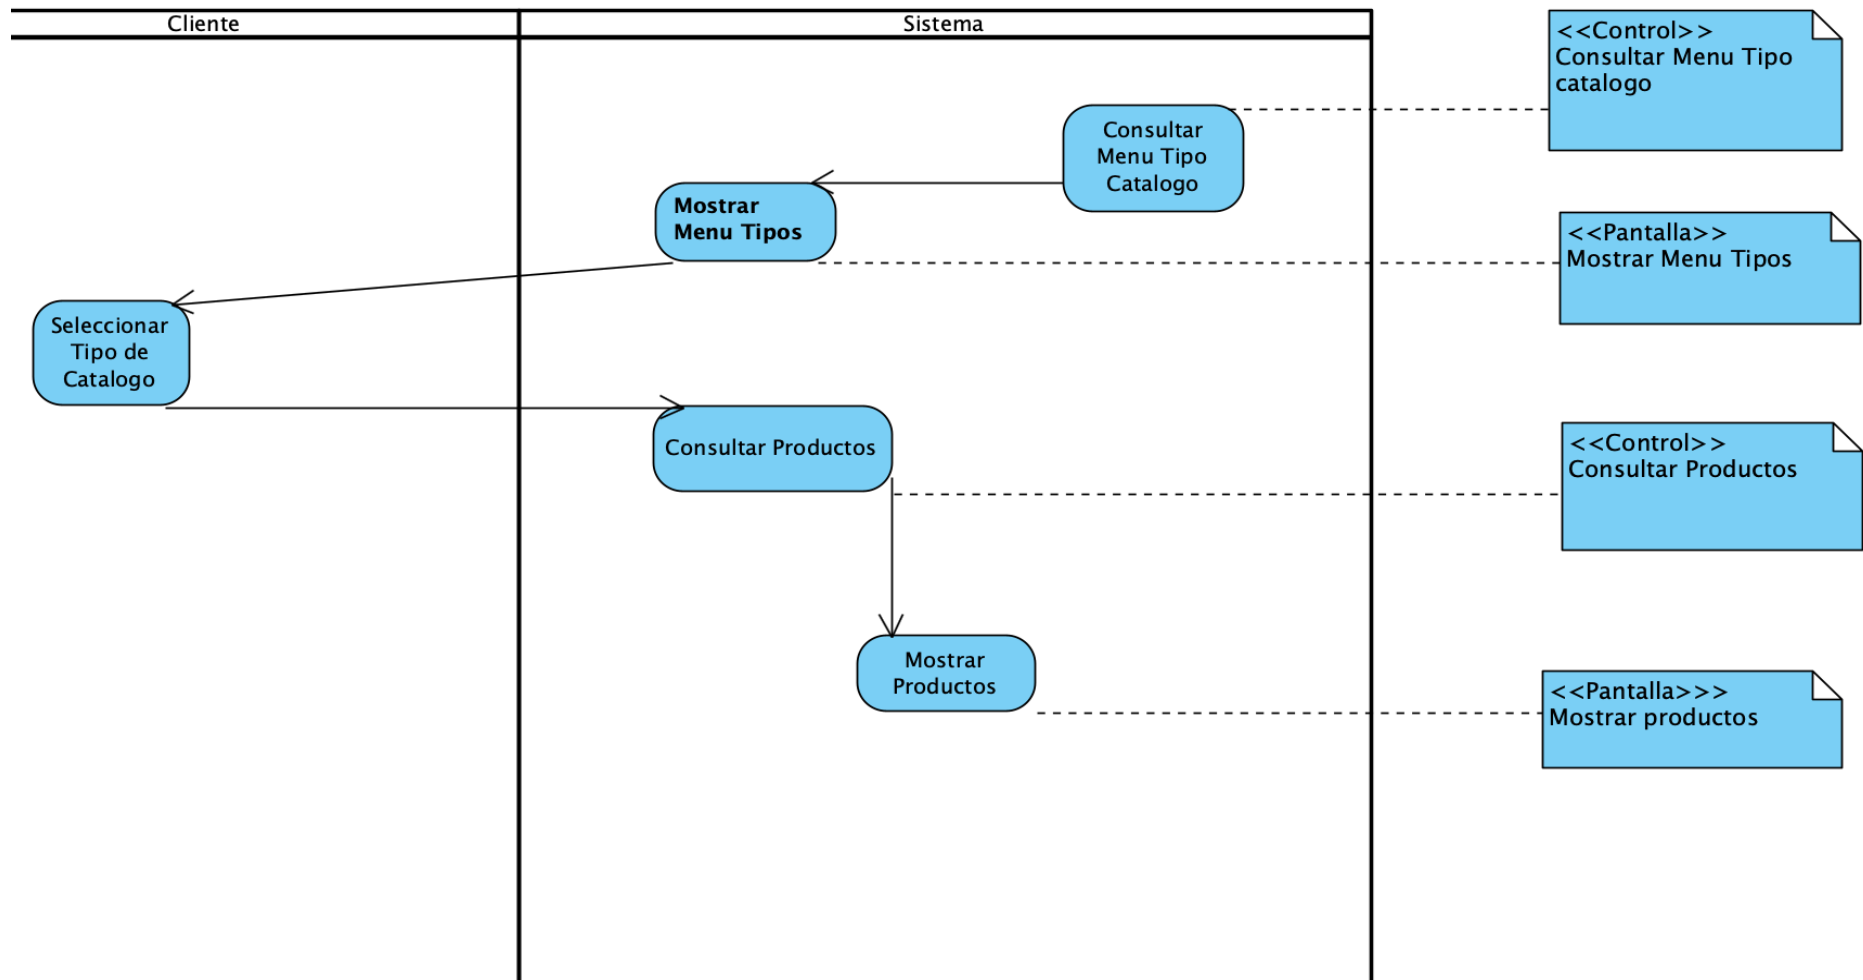 Cliente
Sistema
<<Control>>
Consultar Menu Tipo
catalogo
Consultar
Menu Tipo
Catalogo
Mostrar
Menu Tipos
<<Pantalla>>
Mostrar Menu Tipos
Seleccionar
Tipo de
Catalogo
Consultar Productos
<<Control>>
Consultar Productos
Mostrar
Productos
<<Pantalla>>>
Mostrar productos